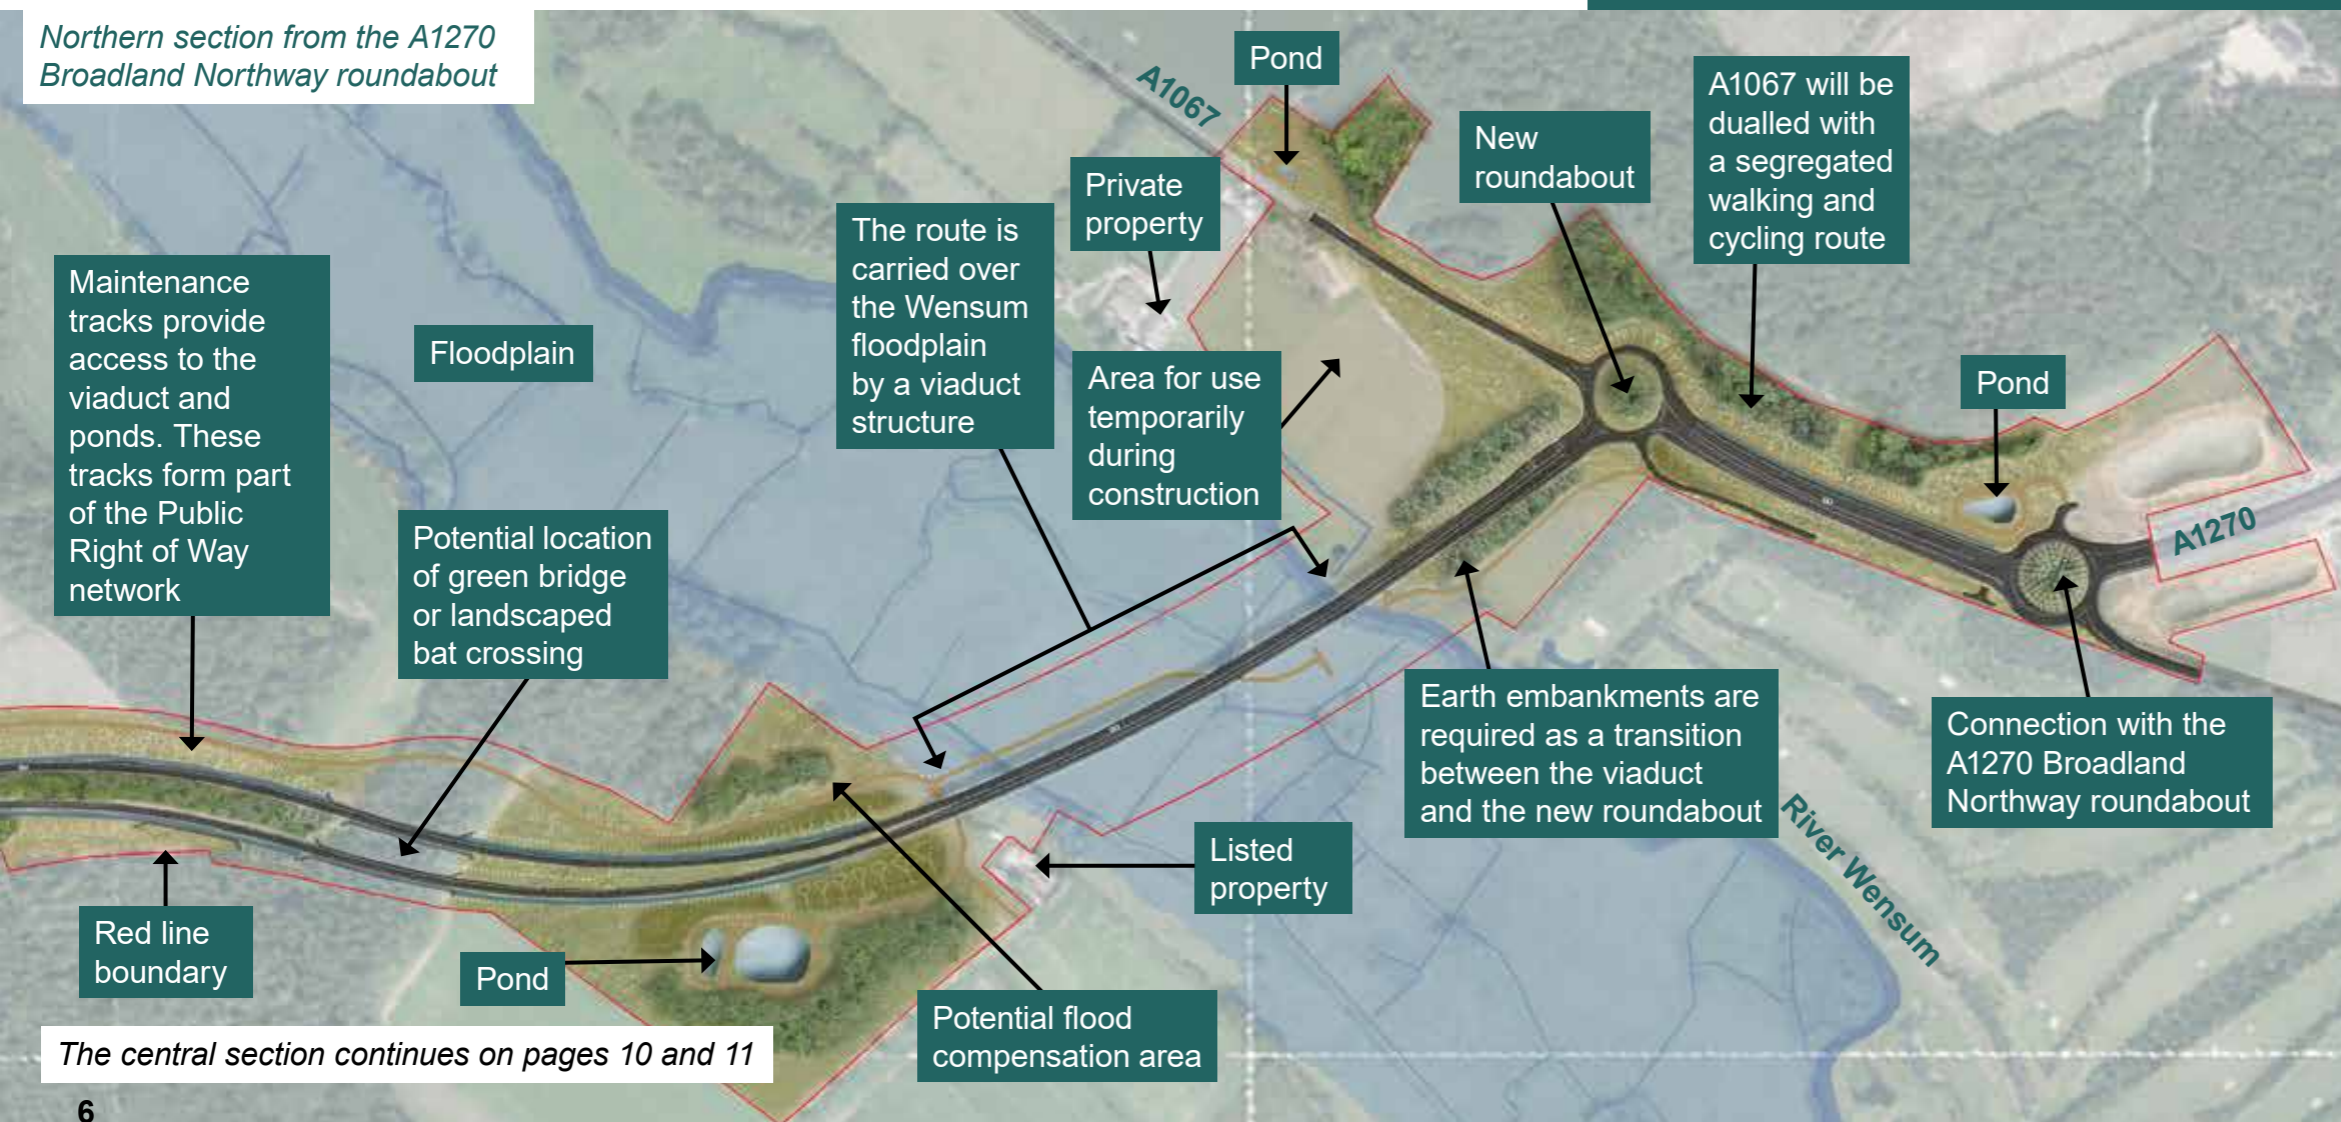 Northern section from the A1270
Broadland Northway roundabout
A1067
Pond
A1067 will be
dualled with
a segregated
walking and
cycling route
New
roundabout
Private
property
The route is
carried over
the Wensum
floodplain
by a viaduct
structure
Maintenance
tracks provide
access to the
viaduct and
ponds. These
tracks form part
of the Public
Right of Way
network
Floodplain
Area for use
temporarily
during
construction
Pond
A1270
Potential location
of green bridge
or landscaped
bat crossing
Earth embankments are
required as a transition
between the viaduct
and the new roundabout
Connection with the
A1270 Broadland
Northway roundabout
River Wensum
Listed
property
Red line
boundary
Pond
Potential flood
compensation area
The central section continues on pages 10 and 11
6